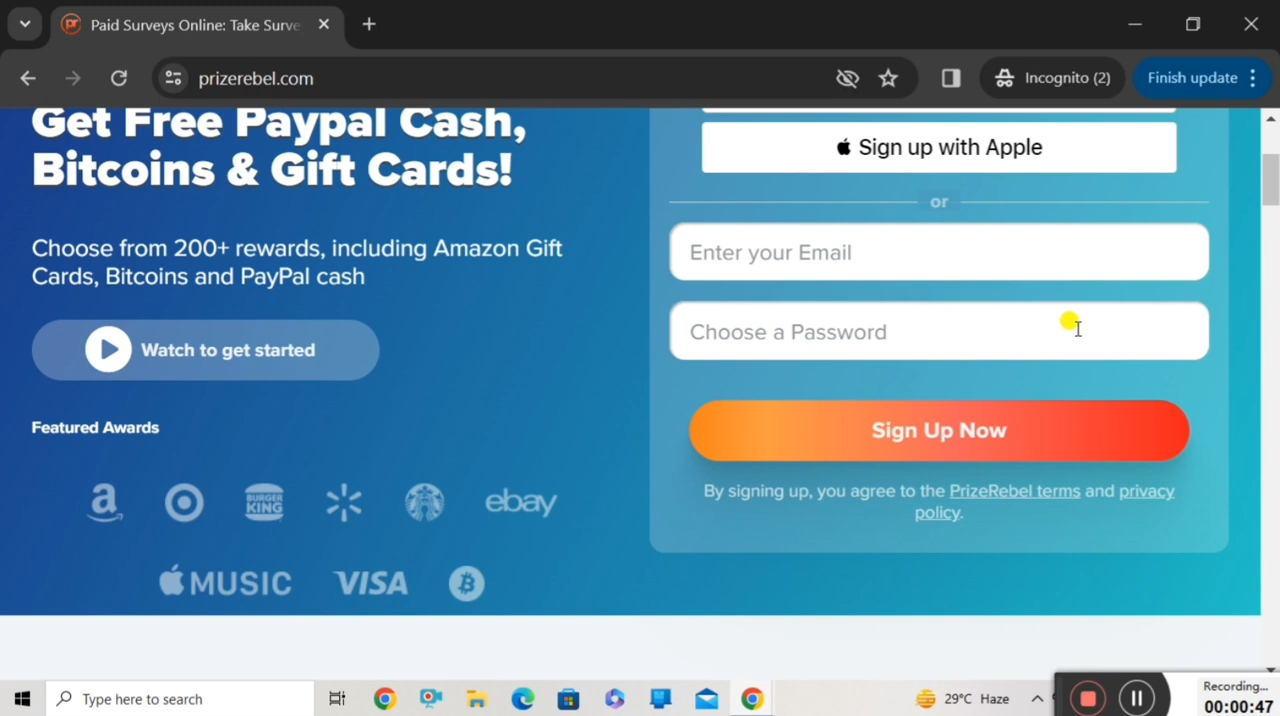 Paid Surveys Online: Take Surve
prizerebel.com
Incognito (2)
Finish update
Get Free Paypal Cash,
Bitcoins & Gift Cards!
Choose from 200+ rewards, including Amazon Gift
Cards, Bitcoins and PayPal cash
Watch to get started
Featured Awards
BURGER
KING
ebay
MUSIC
VISA
Sign up with Apple
or
Enter your Email
Choose a Password
Sign Up Now
By signing up, you agree to the PrizeRebel terms and privacy
policy.
Type here to search
29°C Haze
Recording...
00:00:47